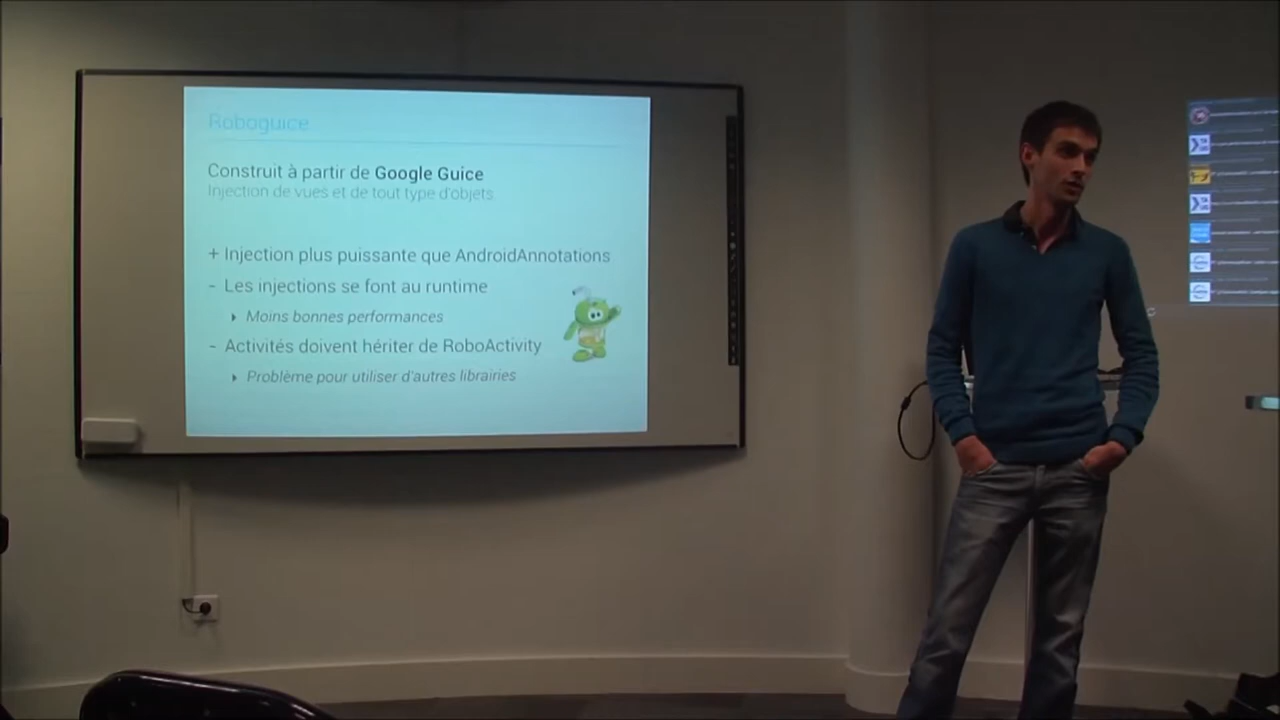 Roboguice
Construit à partir de Google Guice
Injection de vues et de tout type d'objets
+ Injection plus puissante que AndroidAnnotations
- Les injections se font au runtime
Moins bonnes performances
- Activités doivent hériter de RoboActivity
Problème pour utiliser d'autres librairies